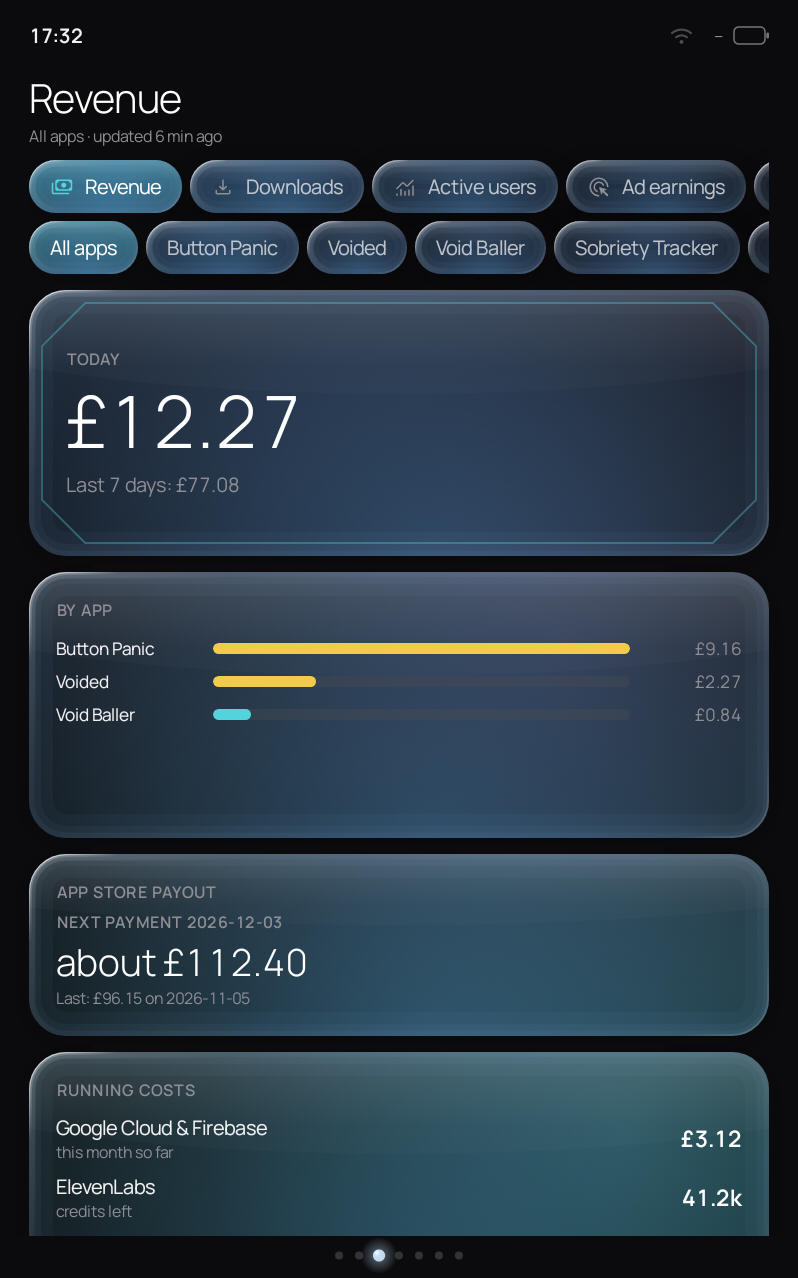 17:32
Revenue
All apps · updated 6 min ago
Revenue Downloads Active users Ad earnings
All apps Button Panic Voided Void Baller Sobriety Tracker
TODAY
£12.27
Last 7 days: £77.08
BY APP
Button Panic £9.16
Voided £2.27
Void Baller £0.84
APP STORE PAYOUT
NEXT PAYMENT 2026-12-03
about £112.40
Last: £96.15 on 2026-11-05
RUNNING COSTS
Google Cloud & Firebase £3.12
this month so far
ElevenLabs 41.2k
credits left